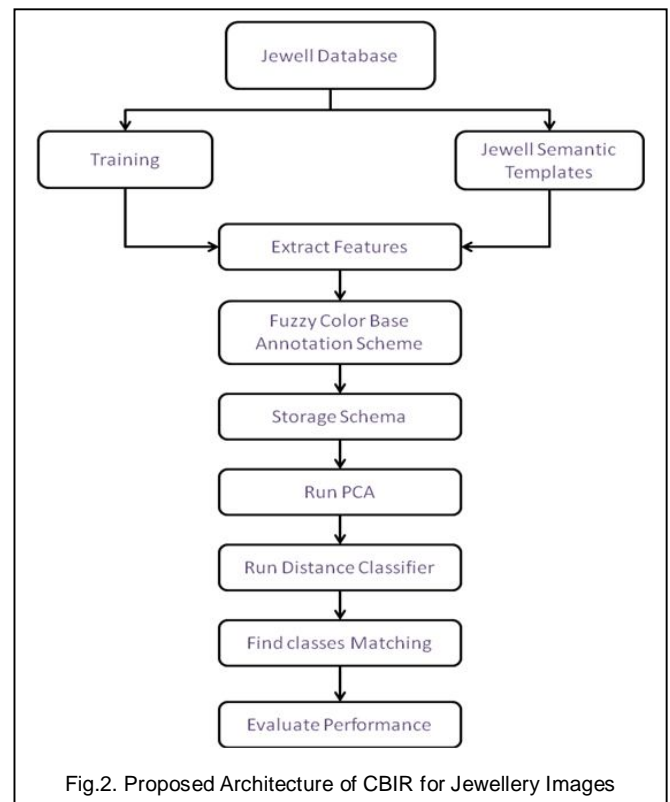 Jewell Database
Training
Jewell Semantic
Templates
Extract Features
Fuzzy Color Base
Annotation Scheme
Storage Schema
Run PCA
Run Distance Classifier
Find classes Matching
Evaluate Performance
Fig.2. Proposed Architecture of CBIR for Jewellery Images